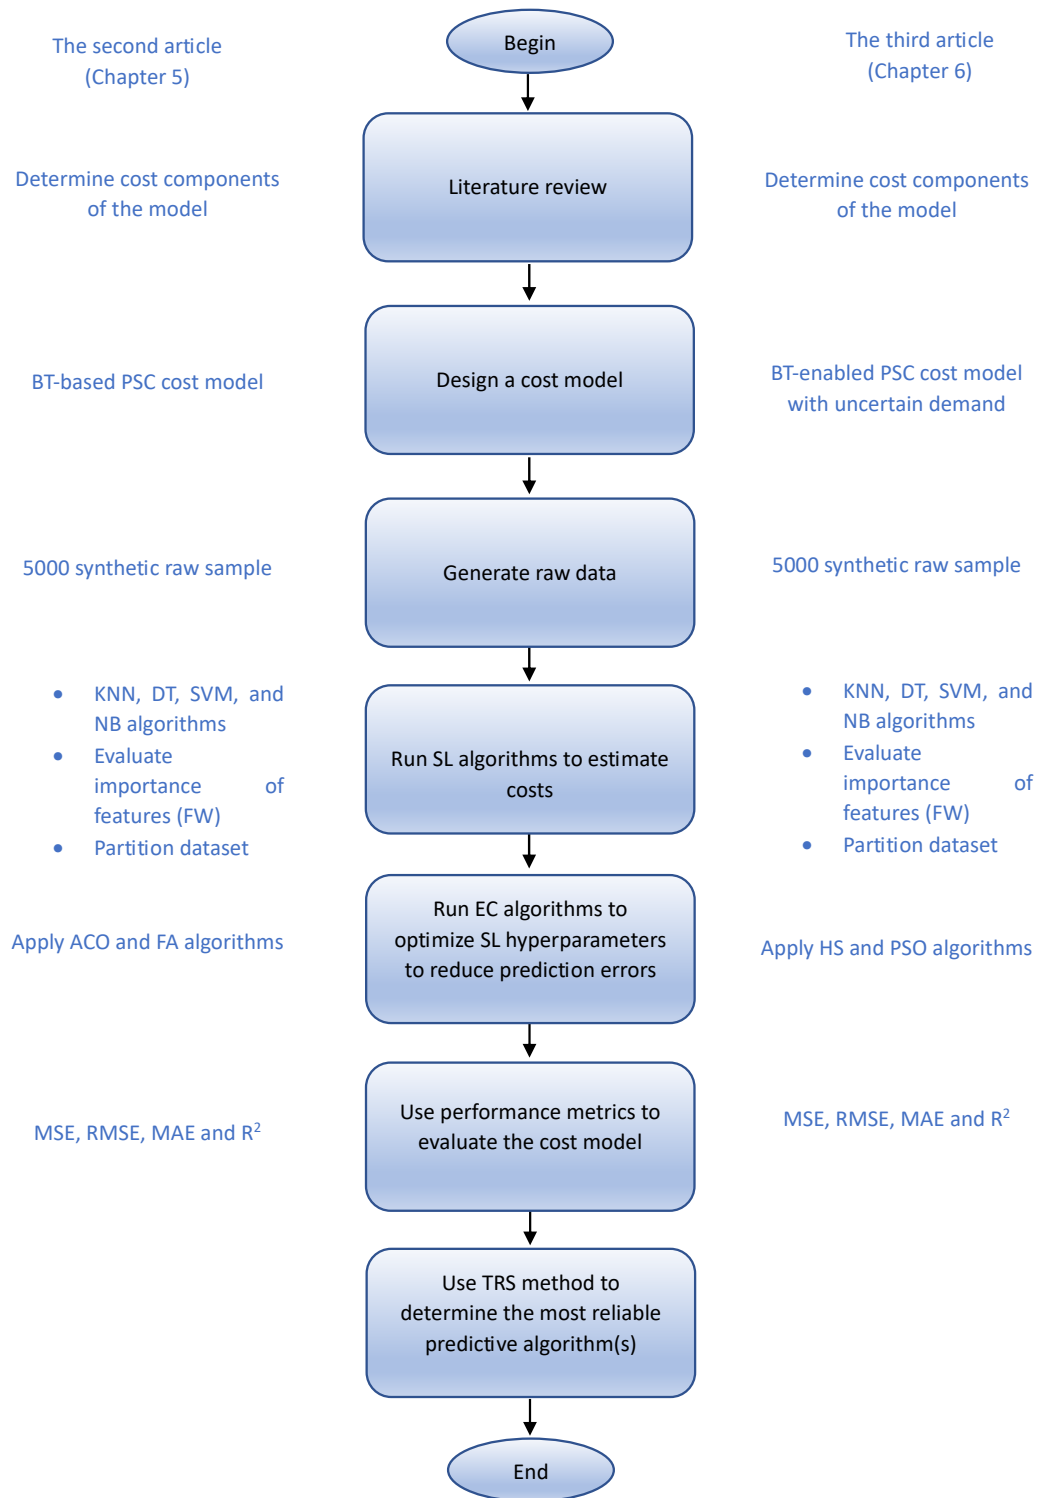 Begin
The second article
(Chapter 5)
The third article
(Chapter 6)
Determine cost components
of the model
Literature review
Determine cost components
of the model
BT-based PSC cost model
Design a cost model
BT-enabled PSC cost model
with uncertain demand
5000 synthetic raw sample
Generate raw data
5000 synthetic raw sample
• KNN, DT, SVM, and
NB algorithms
• Evaluate
importance of
features (FW)
• Partition dataset
Run SL algorithms to estimate
costs
• KNN, DT, SVM, and
NB algorithms
• Evaluate
importance of
features (FW)
• Partition dataset
Apply ACO and FA algorithms
Run EC algorithms to
optimize SL hyperparameters
to reduce prediction errors
Apply HS and PSO algorithms
MSE, RMSE, MAE and R²
Use performance metrics to
evaluate the cost model
MSE, RMSE, MAE and R²
Use TRS method to
determine the most reliable
predictive algorithm(s)
End